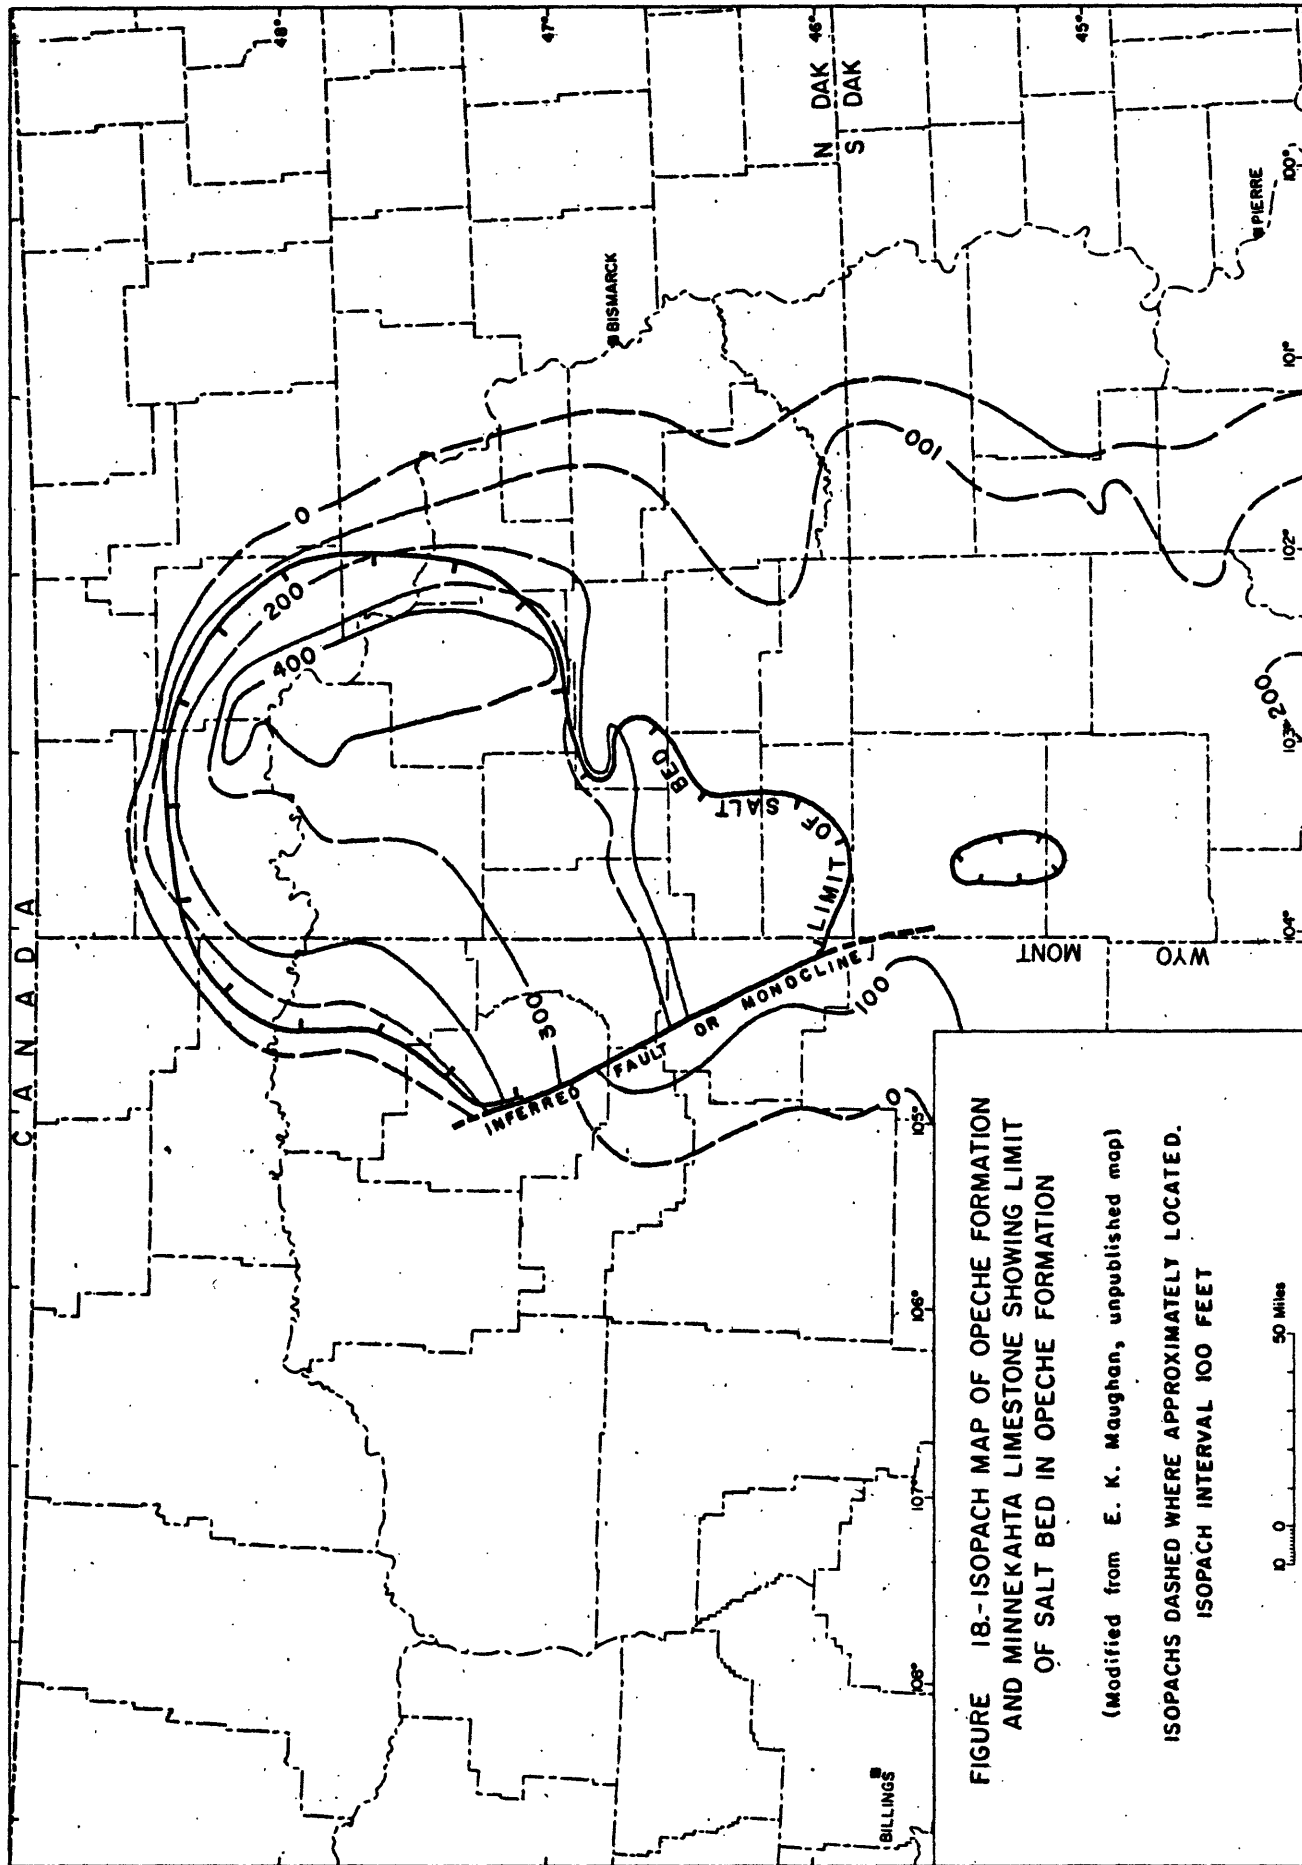 C A N A D A
48°
47°
46°
45°
N DAK
S DAK
BISMARCK
PIERRE
BILLINGS
MONT
WYO
0
200
400
300
100
100
0
200
LIMIT OF SALT BED
INFERRED FAULT OR MONOCLINE
108°
107°
106°
105°
104°
103°
102°
101°
100°
FIGURE 18.-ISOPACH MAP OF OPECHE FORMATION
AND MINNEKAHTA LIMESTONE SHOWING LIMIT
OF SALT BED IN OPECHE FORMATION
(Modified from E. K. Maughan, unpublished map)
ISOPACHS DASHED WHERE APPROXIMATELY LOCATED.
ISOPACH INTERVAL 100 FEET
10 0 50 Miles